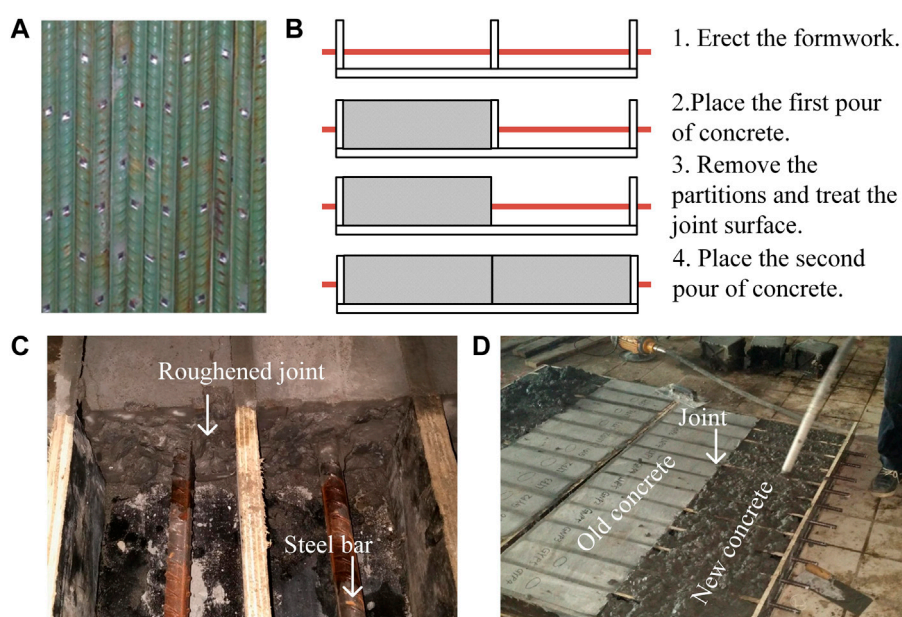 A
B
1. Erect the formwork.
2.Place the first pour
of concrete.
3. Remove the
partitions and treat the
joint surface.
4. Place the second
pour of concrete.
C
Roughened joint
Steel bar
D
Joint
Old concrete
New concrete